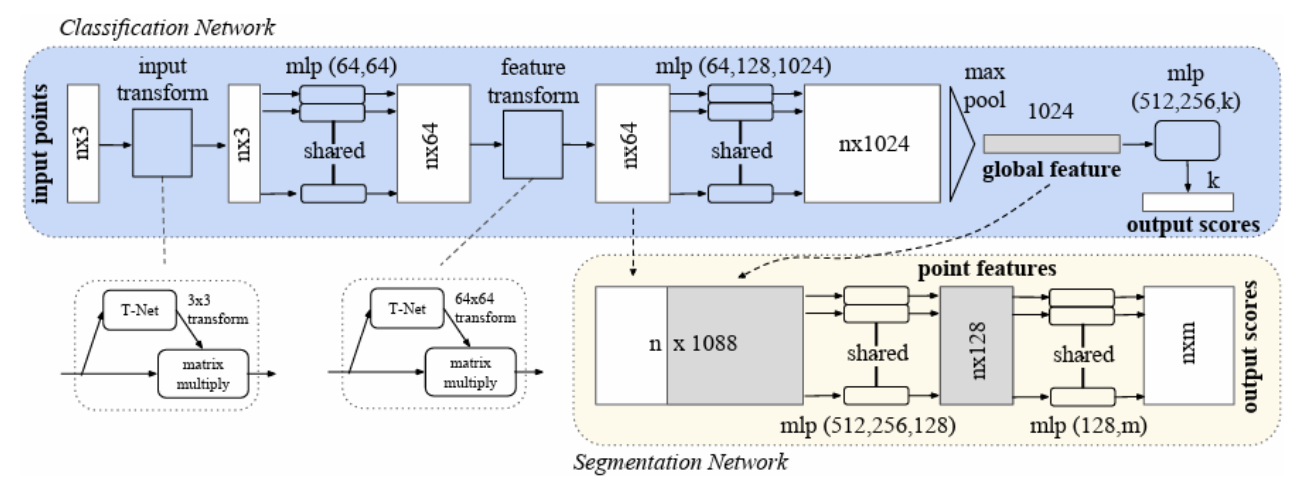 Classification Network
input points
nx3
input
transform
nx3
mlp (64,64)
shared
nx64
feature
transform
nx64
mlp (64,128,1024)
shared
nx1024
max
pool
1024
global feature
mlp
(512,256,k)
k
output scores
T-Net
3x3
transform
matrix
multiply
T-Net
64x64
transform
matrix
multiply
point features
n x 1088
shared
mlp (512,256,128)
nx128
shared
mlp (128,m)
nxm
output scores
Segmentation Network